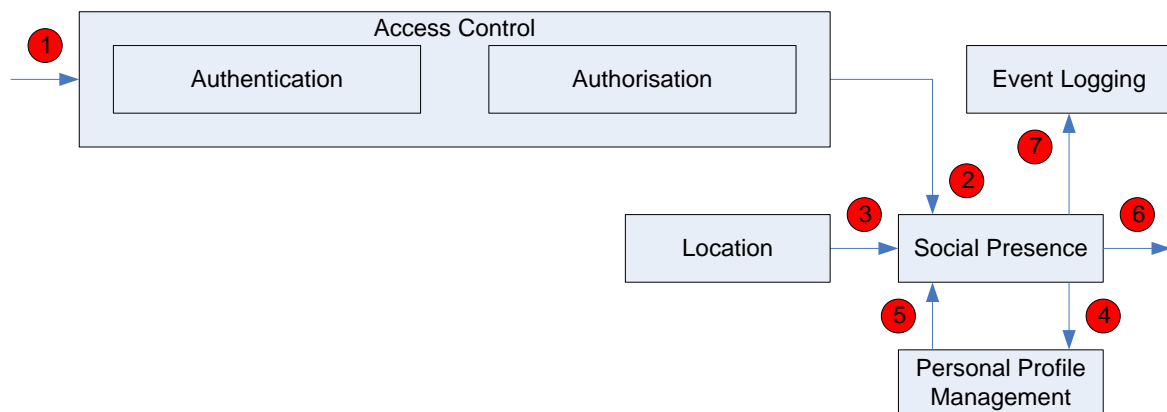 Access Control
1
Authentication
Authorisation
Event Logging
7
2
3
6
Location
Social Presence
5
4
Personal Profile
Management